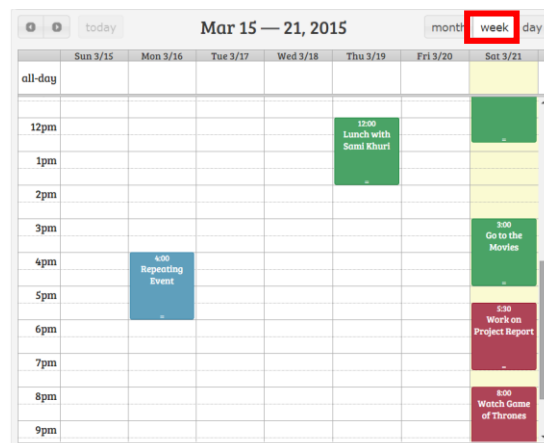 today
Mar 15 — 21, 2015
month week day
Sun 3/15 Mon 3/16 Tue 3/17 Wed 3/18 Thu 3/19 Fri 3/20 Sat 3/21
all-day
12pm
12:00
Lunch with
Sami Khuri
1pm
2pm
3pm
3:00
Go to the
Movies
4pm
4:00
Repeating
Event
5pm
5:30
Work on
Project Report
6pm
7pm
8pm
8:00
Watch Game
of Thrones
9pm